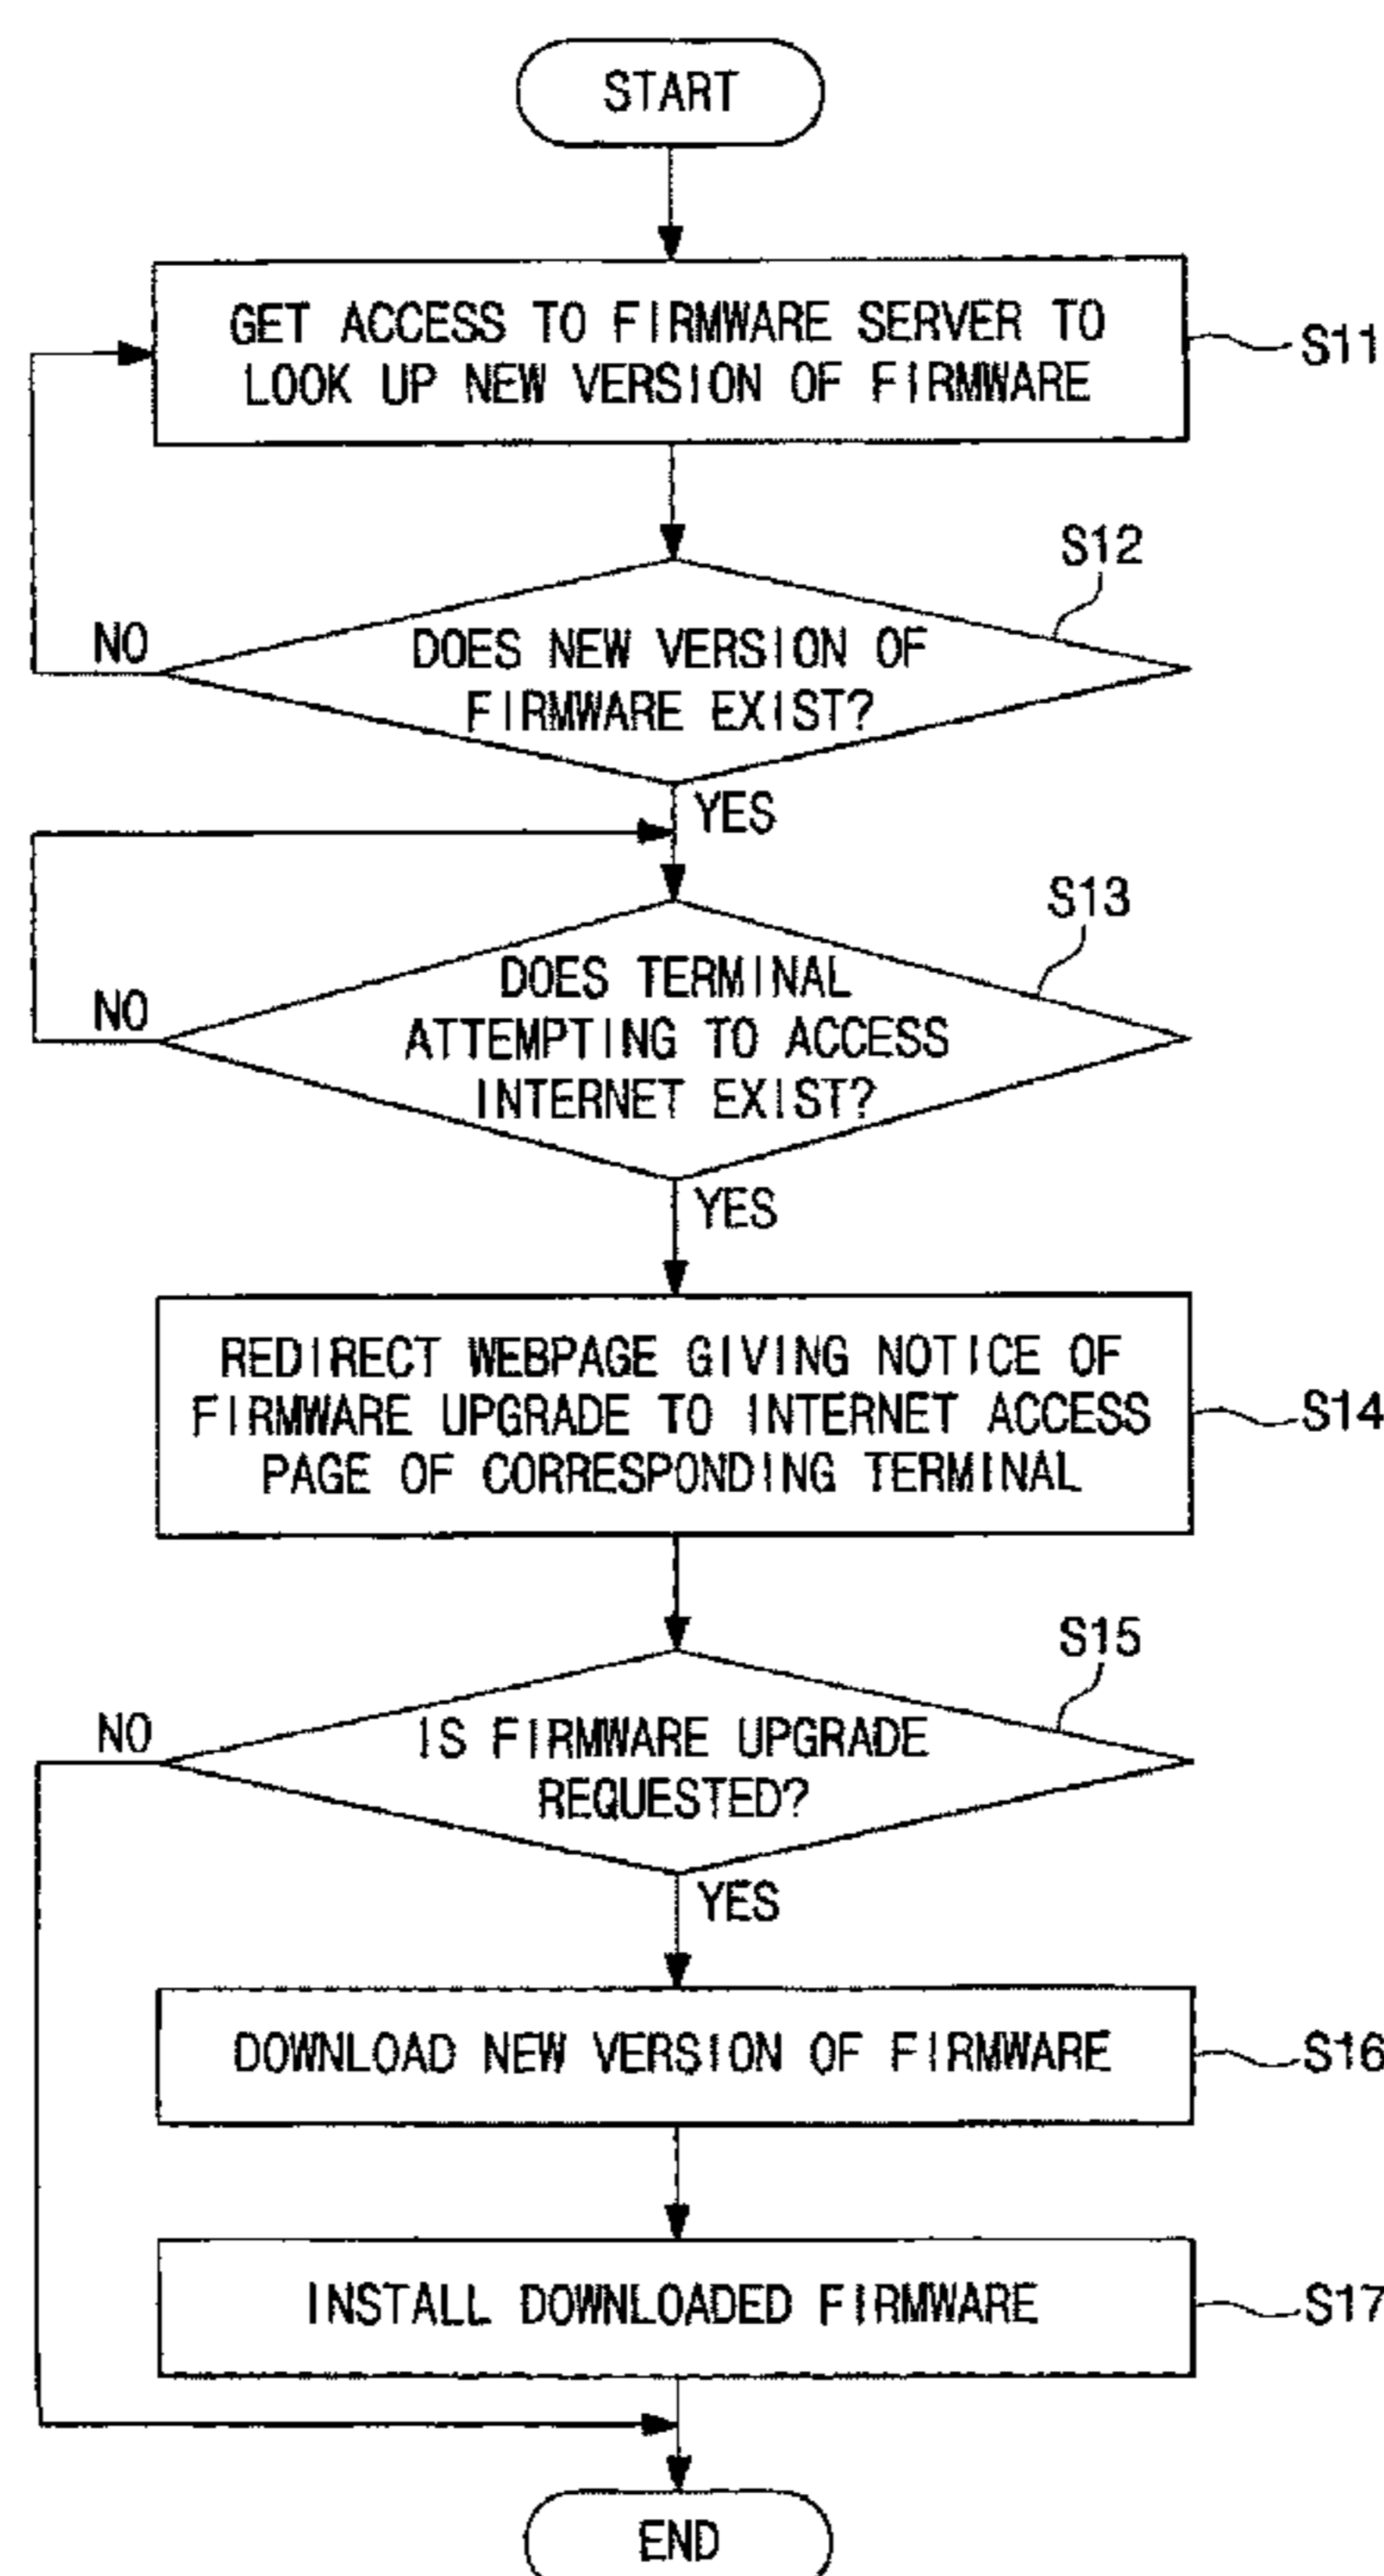 START
GET ACCESS TO FIRMWARE SERVER TO
LOOK UP NEW VERSION OF FIRMWARE
S11
S12
NO
DOES NEW VERSION OF
FIRMWARE EXIST?
YES
S13
NO
DOES TERMINAL
ATTEMPTING TO ACCESS
INTERNET EXIST?
YES
REDIRECT WEBPAGE GIVING NOTICE OF
FIRMWARE UPGRADE TO INTERNET ACCESS
PAGE OF CORRESPONDING TERMINAL
S14
S15
NO
IS FIRMWARE UPGRADE
REQUESTED?
YES
DOWNLOAD NEW VERSION OF FIRMWARE
S16
INSTALL DOWNLOADED FIRMWARE
S17
END